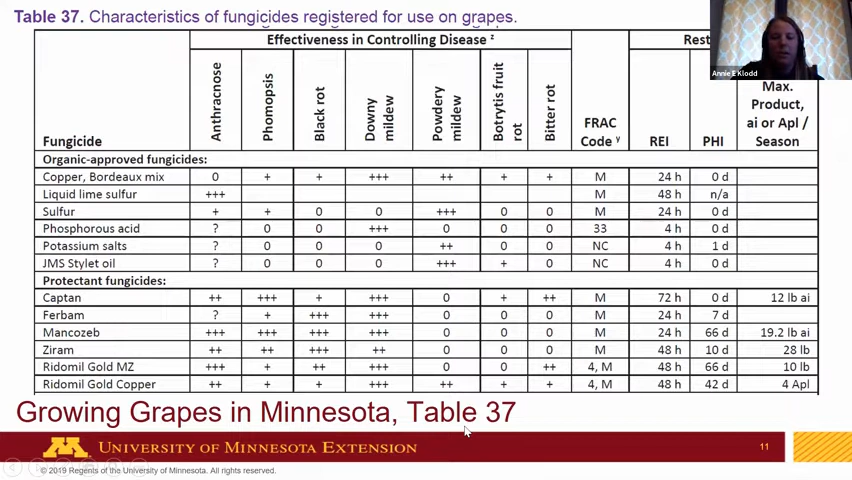 Table 37. Characteristics of fungicides registered for use on grapes.
Annie E Klodd
Effectiveness in Controlling Disease z
Rest
Fungicide
Anthracnose
Phomopsis
Black rot
Downy mildew
Powdery mildew
Botrytis fruit rot
Bitter rot
FRAC Code y
REI
PHI
Max. Product, ai or Apl / Season
Organic-approved fungicides:
Copper, Bordeaux mix 0 + + +++ ++ + + M 24 h 0 d
Liquid lime sulfur +++ M 48 h n/a
Sulfur + + 0 0 +++ 0 0 M 24 h 0 d
Phosphorous acid ? 0 0 +++ 0 0 0 33 4 h 0 d
Potassium salts ? 0 0 0 ++ 0 0 NC 4 h 1 d
JMS Stylet oil ? 0 0 0 +++ + 0 NC 4 h 0 d
Protectant fungicides:
Captan ++ +++ + +++ 0 + ++ M 72 h 0 d 12 lb ai
Ferbam ? + +++ +++ 0 0 0 M 24 h 7 d
Mancozeb +++ +++ +++ +++ 0 0 0 M 24 h 66 d 19.2 lb ai
Ziram ++ ++ +++ ++ 0 0 0 M 48 h 10 d 28 lb
Ridomil Gold MZ +++ + ++ +++ 0 0 ++ 4, M 48 h 66 d 10 lb
Ridomil Gold Copper ++ + + +++ ++ + + 4, M 48 h 42 d 4 Apl
Growing Grapes in Minnesota, Table 37
UNIVERSITY OF MINNESOTA EXTENSION
11
© 2019 Regents of the University of Minnesota. All rights reserved.